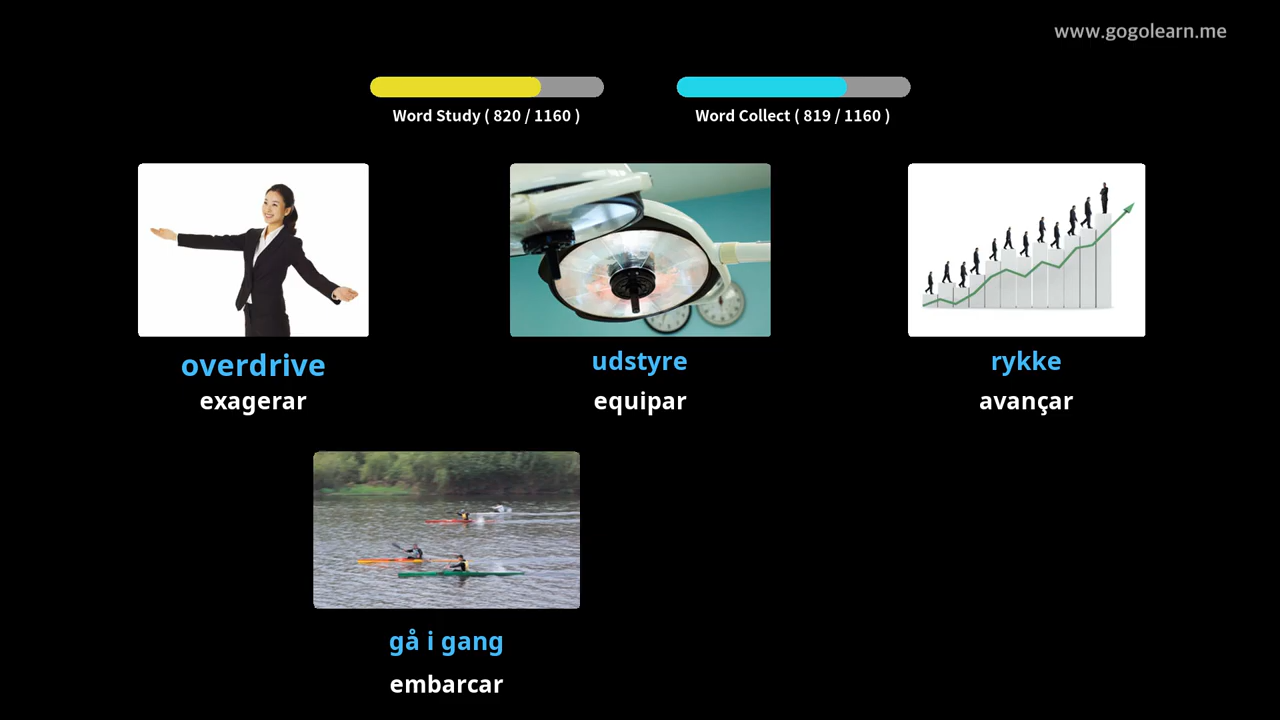 www.gogolearn.me
Word Study ( 820 / 1160 )
Word Collect ( 819 / 1160 )
overdrive
exagerar
udstyre
equipar
rykke
avançar
gå i gang
embarcar